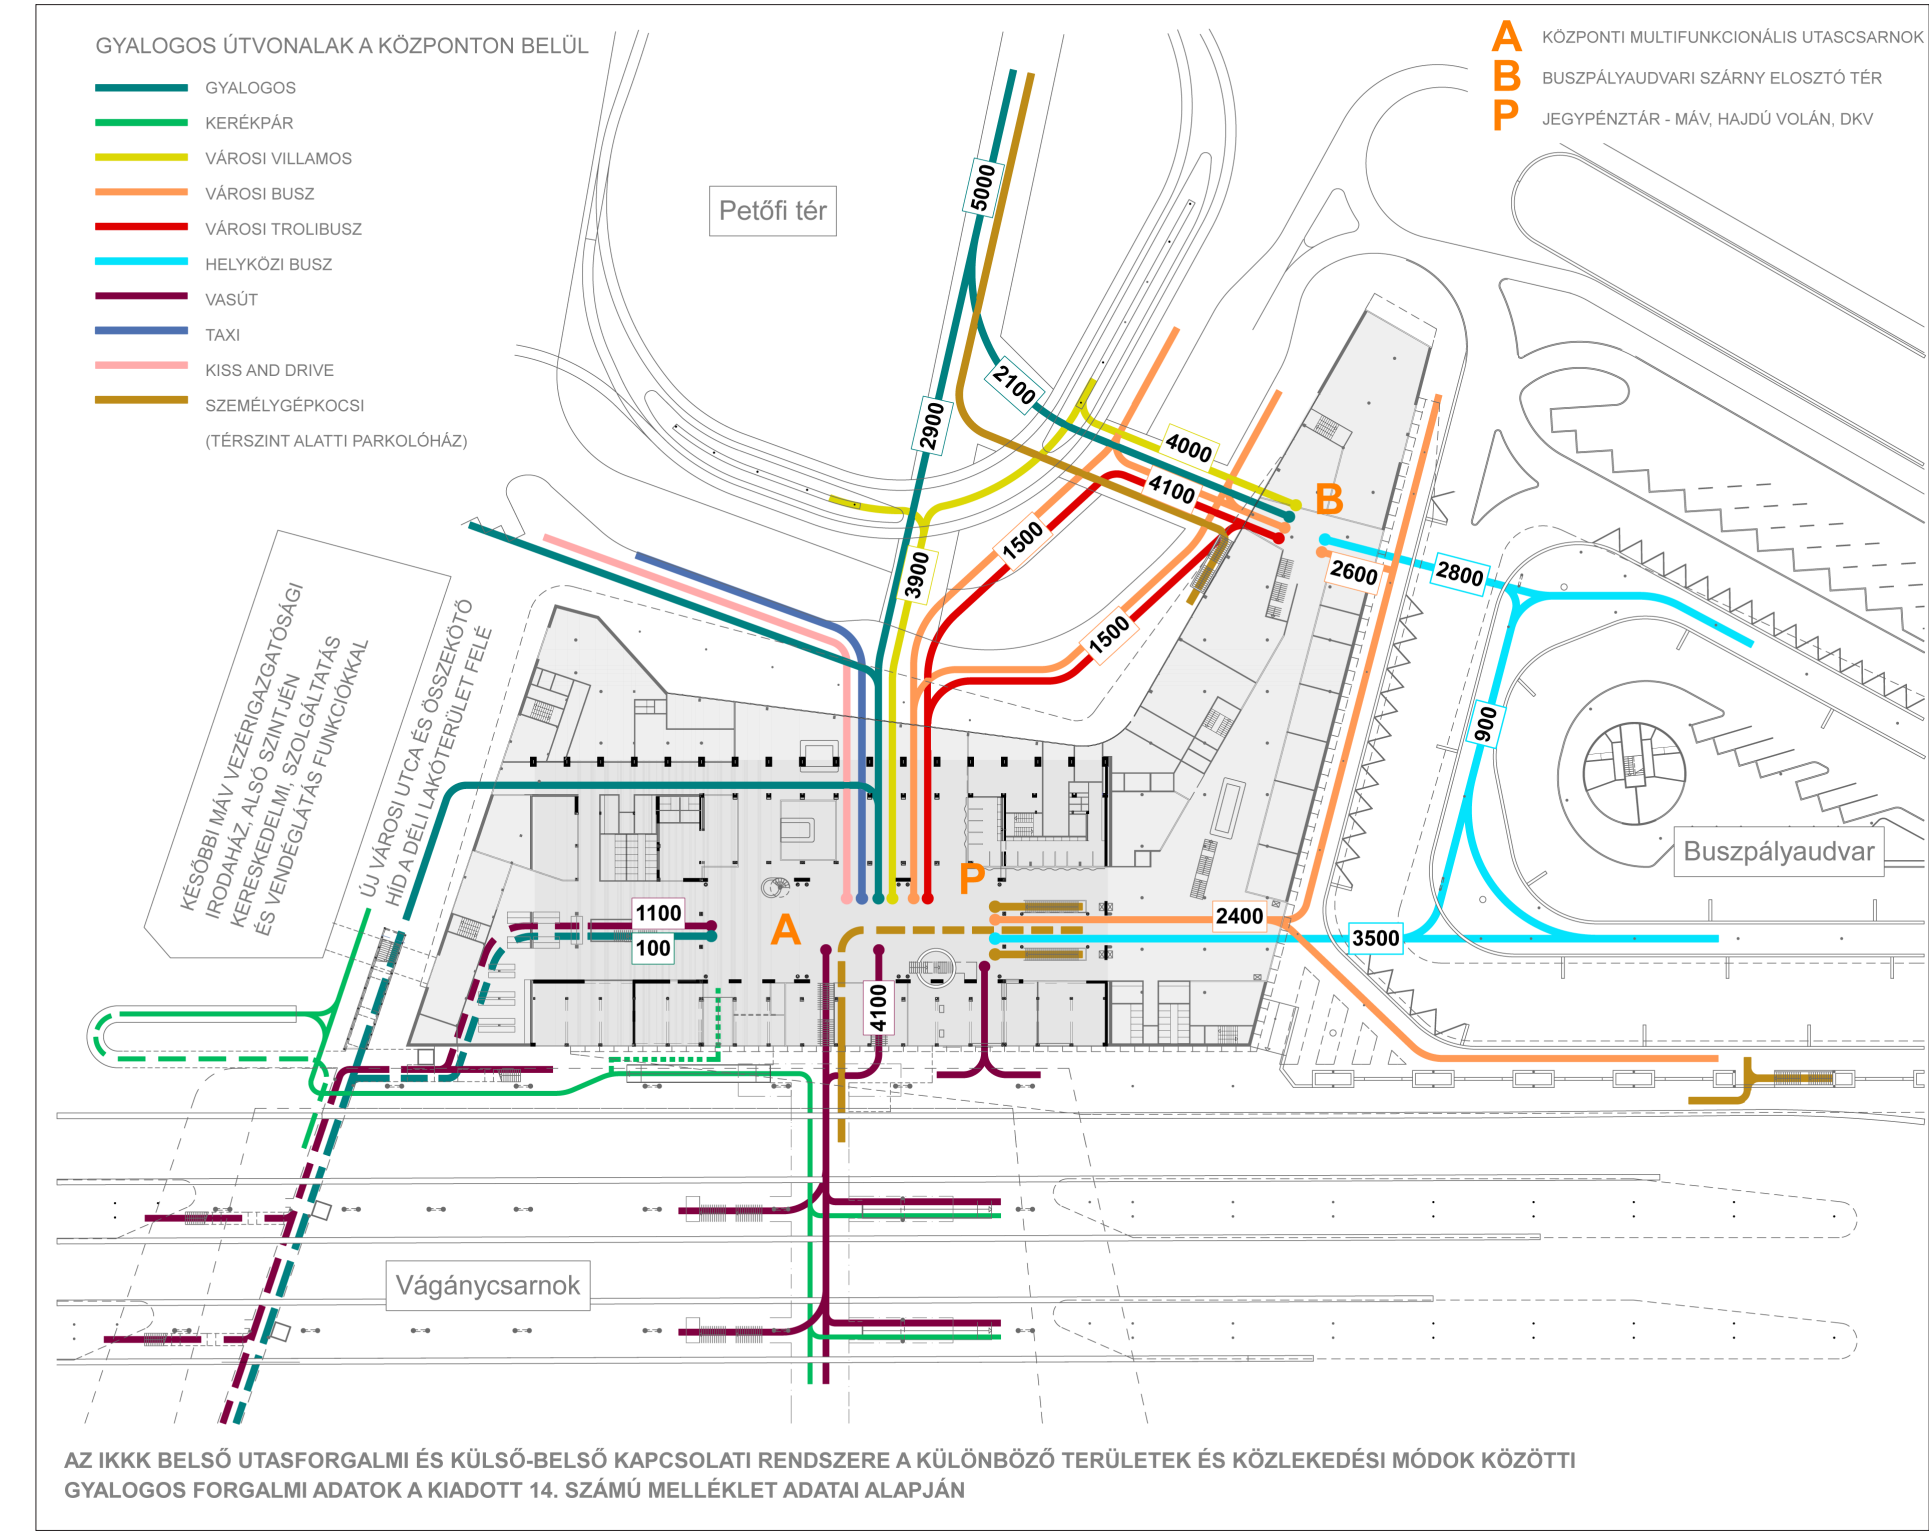 GYALOGOS ÚTVONALAK A KÖZPONTON BELÜL
GYALOGOS
KERÉKPÁR
VÁROSI VILLAMOS
VÁROSI BUSZ
VÁROSI TROLIBUSZ
HELYKÖZI BUSZ
VASÚT
TAXI
KISS AND DRIVE
SZEMÉLYGÉPKOCSI
(TÉRSZINT ALATTI PARKOLÓHÁZ)
A KÖZPONTI MULTIFUNKCIONÁLIS UTASCSARNOK
B BUSZPÁLYAUDVARI SZÁRNY ELOSZTÓ TÉR
P JEGYPÉNZTÁR - MÁV, HAJDÚ VOLÁN, DKV
Petőfi tér
5000
2100
2900
4000
4100
B
1500
3900
2600
2800
1500
900
KÉSŐBBI MÁV VEZÉRIGAZGATÓSÁGI
IRODAHÁZ, ALSÓ SZINTJÉN
KERESKEDELMI, SZOLGÁLTATÁS
ÉS VENDÉGLÁTÁS FUNKCIÓKKAL
ÚJ VÁROSI UTCA ÉS ÖSSZEKÖTŐ
HÍD A DÉLI LAKÓTERÜLET FELÉ
Buszpályaudvar
P
A
1100
100
2400
3500
4100
Vágánycsarnok
AZ IKKK BELSŐ UTASFORGALMI ÉS KÜLSŐ-BELSŐ KAPCSOLATI RENDSZERE A KÜLÖNBÖZŐ TERÜLETEK ÉS KÖZLEKEDÉSI MÓDOK KÖZÖTTI
GYALOGOS FORGALMI ADATOK A KIADOTT 14. SZÁMÚ MELLÉKLET ADATAI ALAPJÁN